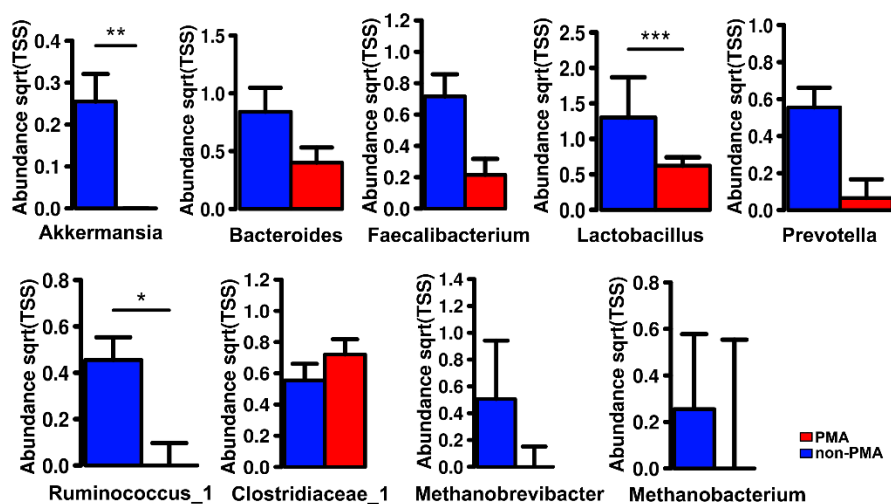 Abundance sqrt(TSS)
0.4
0.3
0.2
0.1
0.0
**
Akkermansia
Abundance sqrt(TSS)
1.5
1.0
0.5
0.0
Bacteroides
Abundance sqrt(TSS)
1.2
1.0
0.8
0.6
0.4
0.2
0.0
Faecalibacterium
Abundance sqrt(TSS)
2.5
2.0
1.5
1.0
0.5
0.0
***
Lactobacillus
Abundance sqrt(TSS)
1.0
0.8
0.6
0.4
0.2
0.0
Prevotella
Abundance sqrt(TSS)
0.8
0.6
0.4
0.2
0.0
*
Ruminococcus_1
Abundance sqrt(TSS)
1.2
1.0
0.8
0.6
0.4
0.2
0.0
Clostridiaceae_1
Abundance sqrt(TSS)
1.4
1.2
1.0
0.8
0.6
0.4
0.2
0.0
Methanobrevibacter
Abundance sqrt(TSS)
0.8
0.6
0.4
0.2
0.0
Methanobacterium
PMA
non-PMA